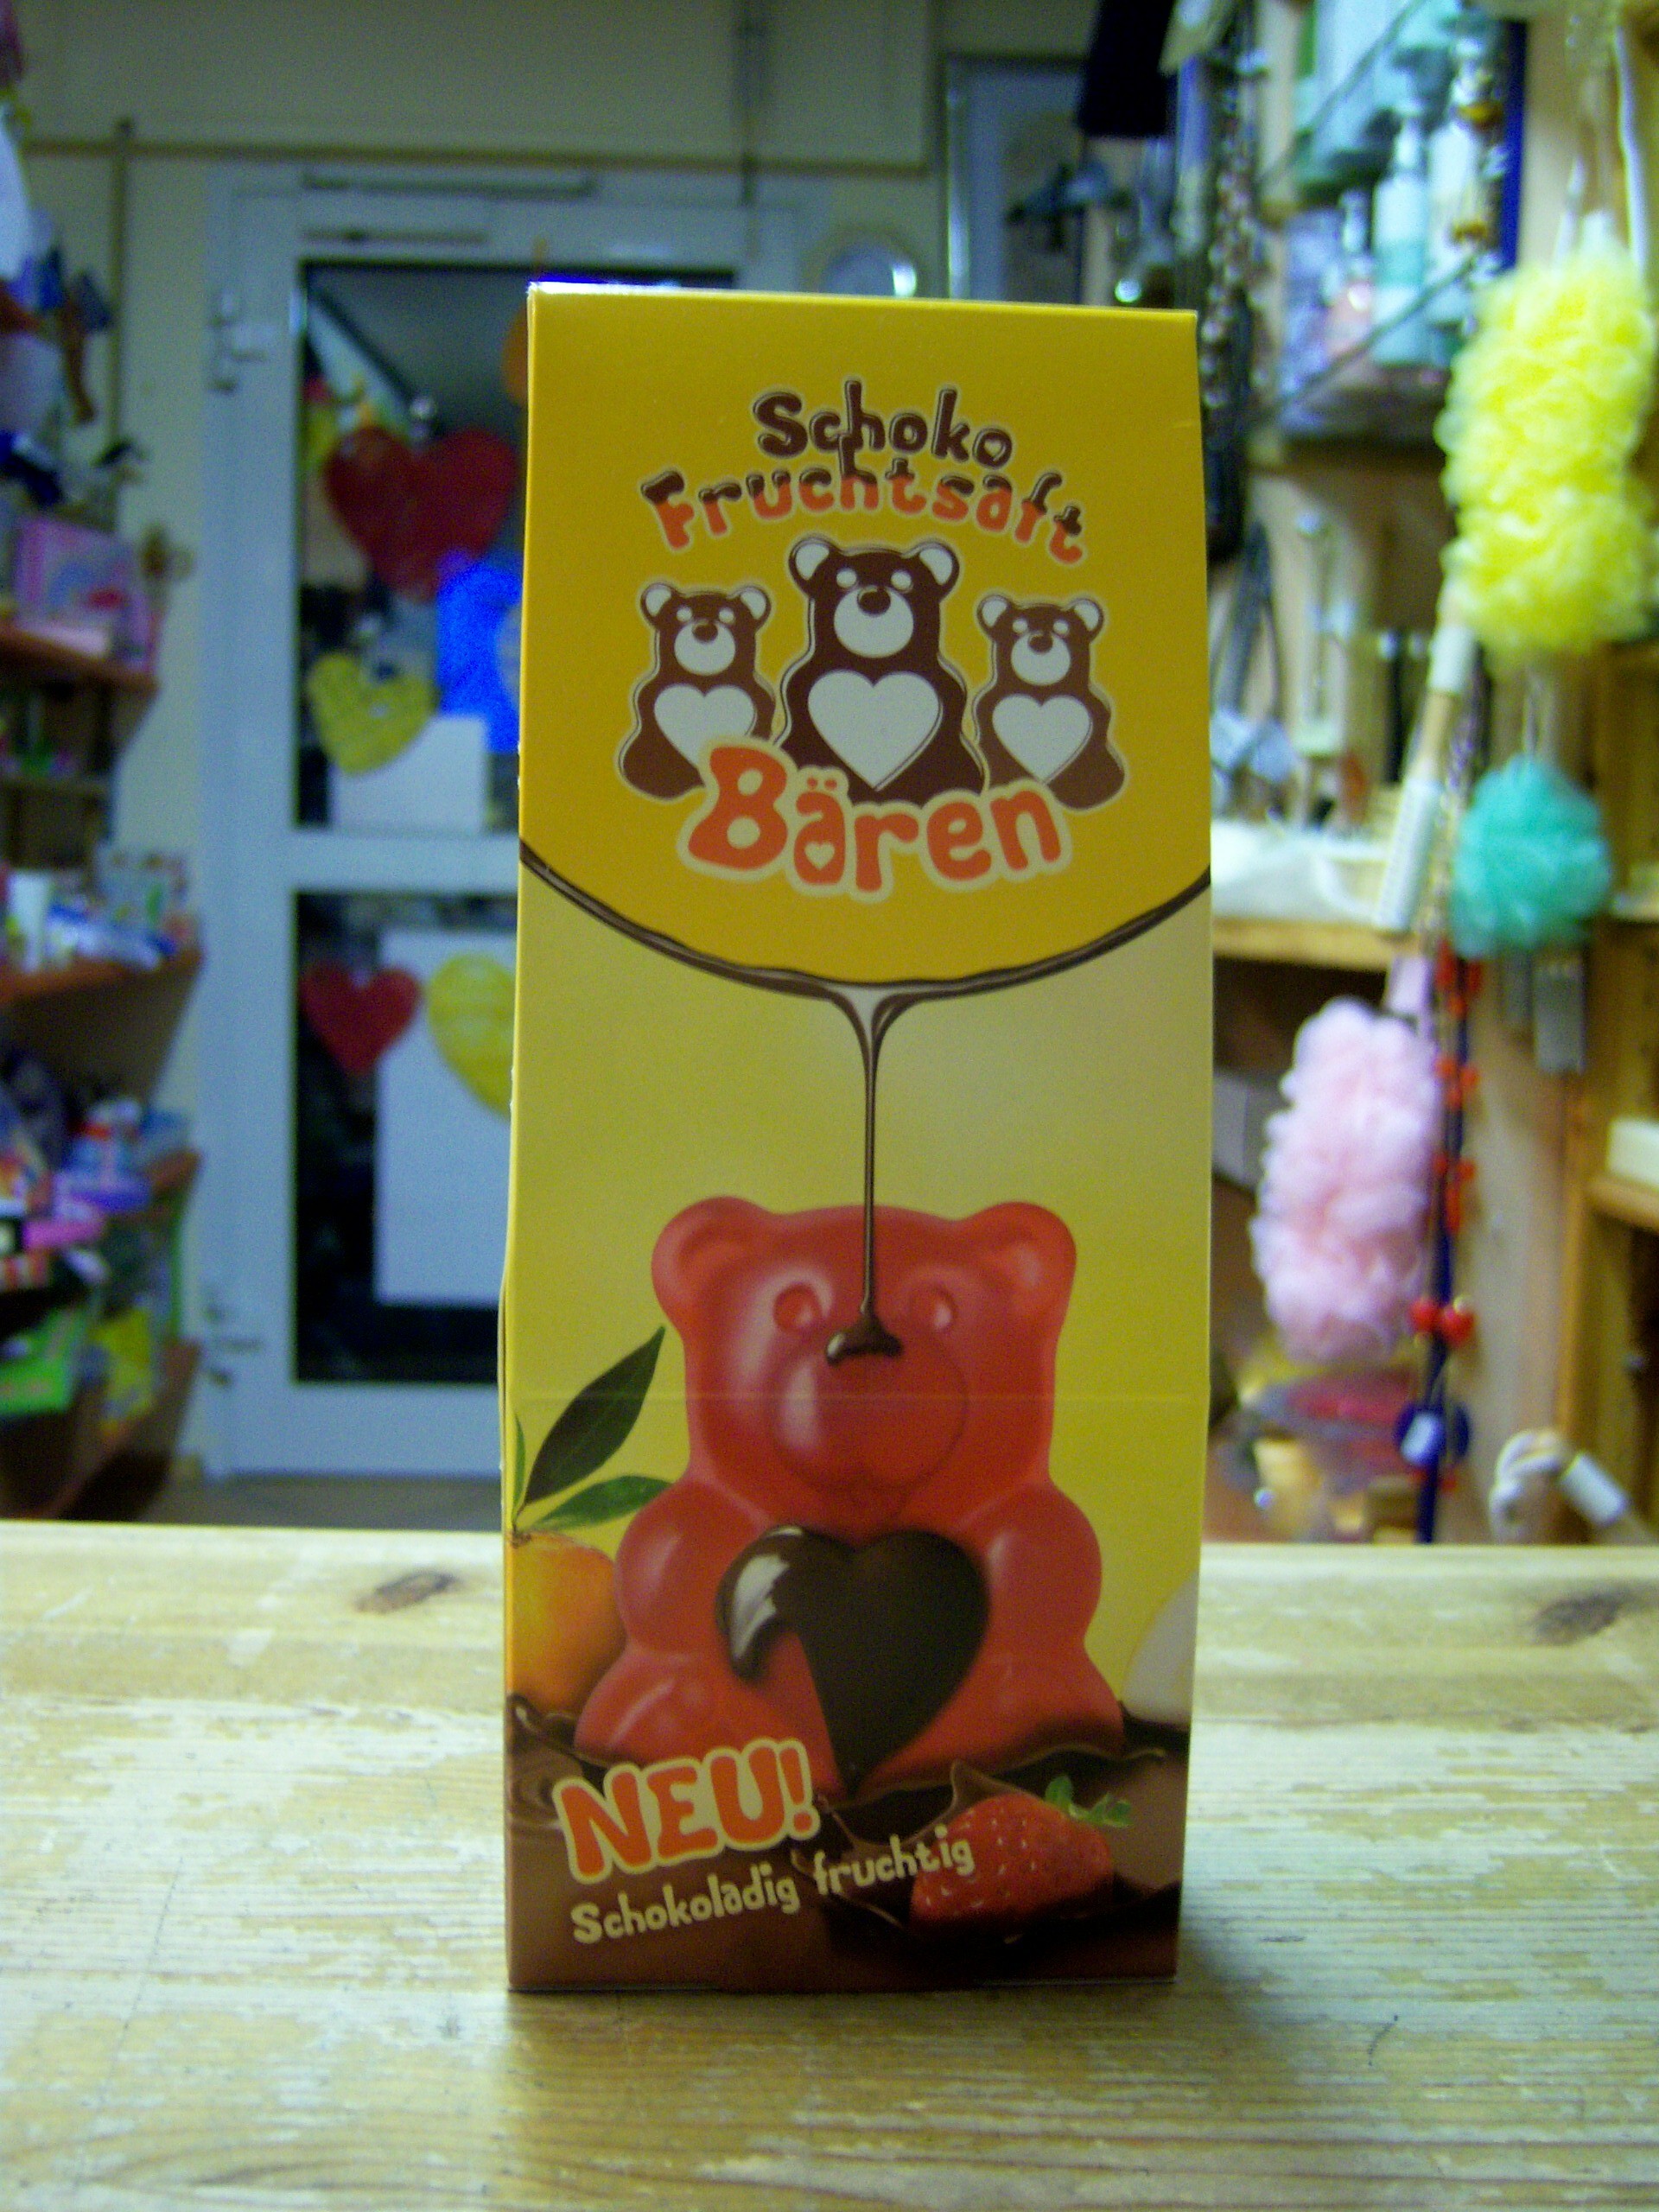 Schoko
Fruchtsaft
Bären
NEU!
Schokoladig fruchtig